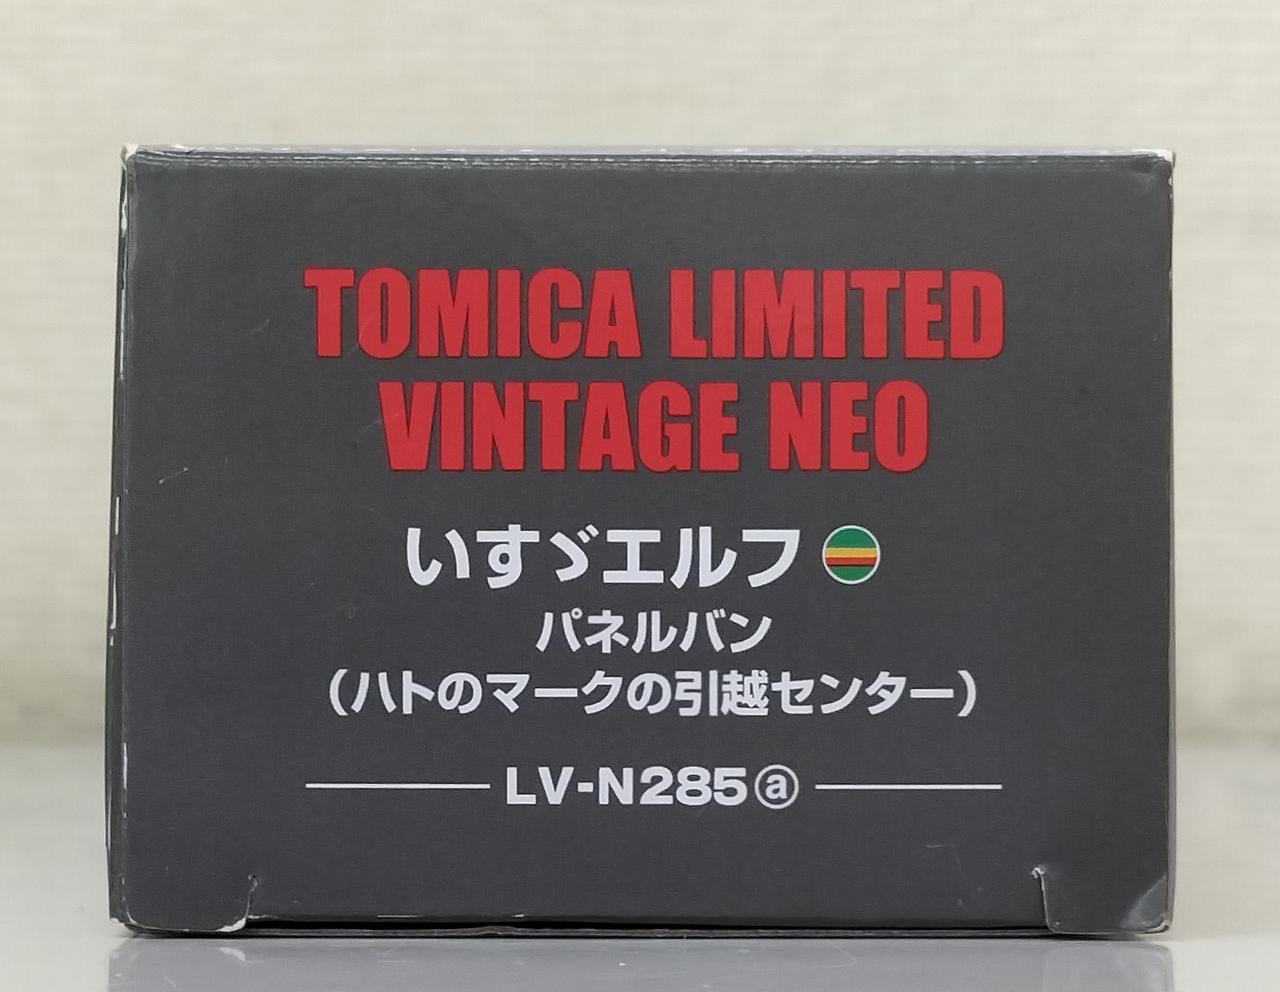 TOMICA LIMITED
VINTAGE NEO
いすゞエルフ
パネルバン
（ハトのマークの引越センター）
LV-N285ⓐ